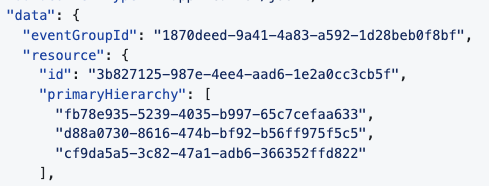 "data": {
"eventGroupId": "1870deed-9a41-4a83-a592-1d28beb0f8bf",
"resource": {
"id": "3b827125-987e-4ee4-aad6-1e2a0cc3cb5f",
"primaryHierarchy": [
"fb78e935-5239-4035-b997-65c7cefaa633",
"d88a0730-8616-474b-bf92-b56ff975f5c5",
"cf9da5a5-3c82-47a1-adb6-366352ffd822"
],